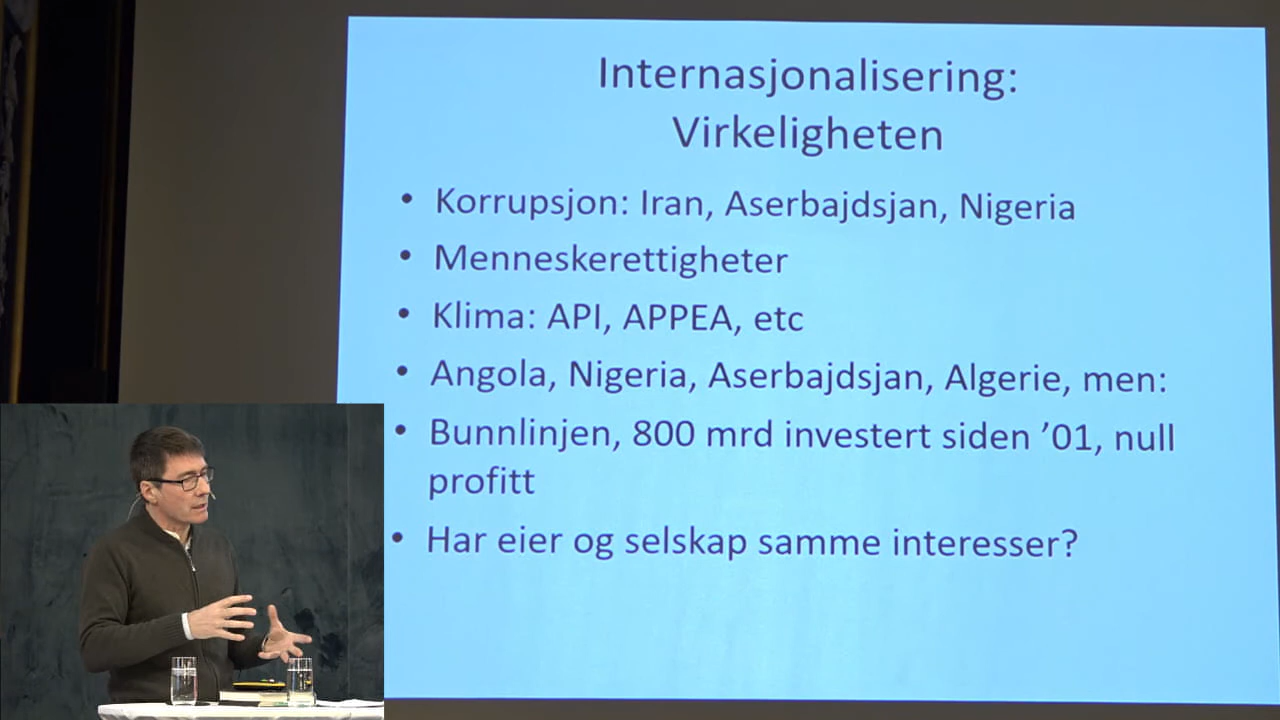 Internasjonalisering:
Virkeligheten
• Korrupsjon: Iran, Aserbajdsjan, Nigeria
• Menneskerettigheter
• Klima: API, APPEA, etc
• Angola, Nigeria, Aserbajdsjan, Algerie, men:
• Bunnlinjen, 800 mrd investert siden ’01, null
profitt
• Har eier og selskap samme interesser?